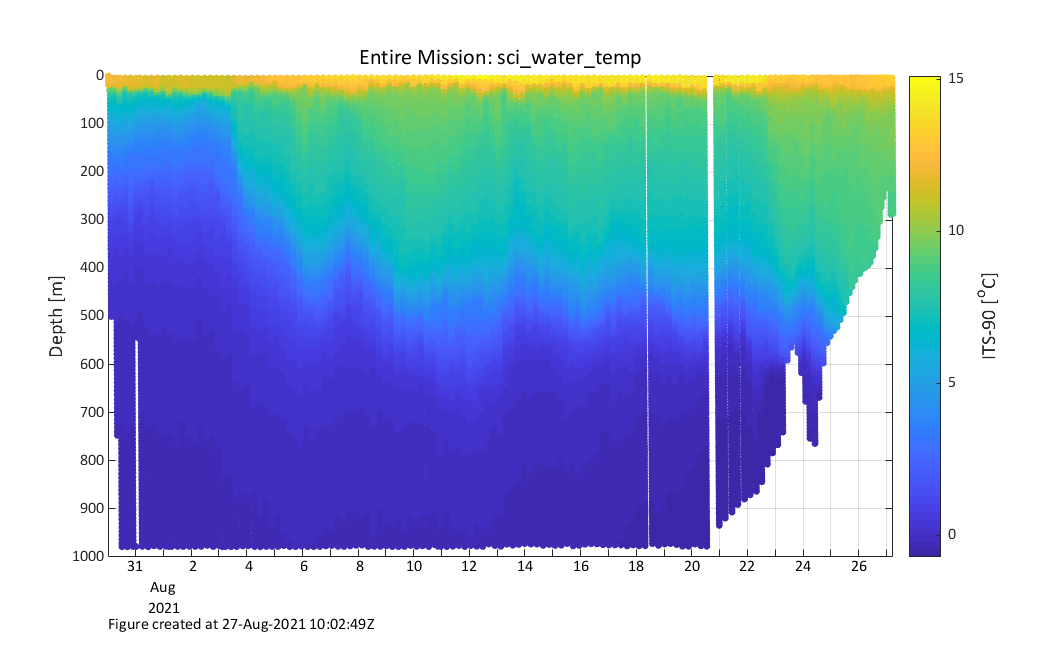 Entire Mission: sci_water_temp
0
100
200
300
400
500
600
700
800
900
1000
Depth [m]
31 2 4 6 8 10 12 14 16 18 20 22 24 26
Aug
2021
15
10
5
0
ITS-90 [°C]
Figure created at 27-Aug-2021 10:02:49Z